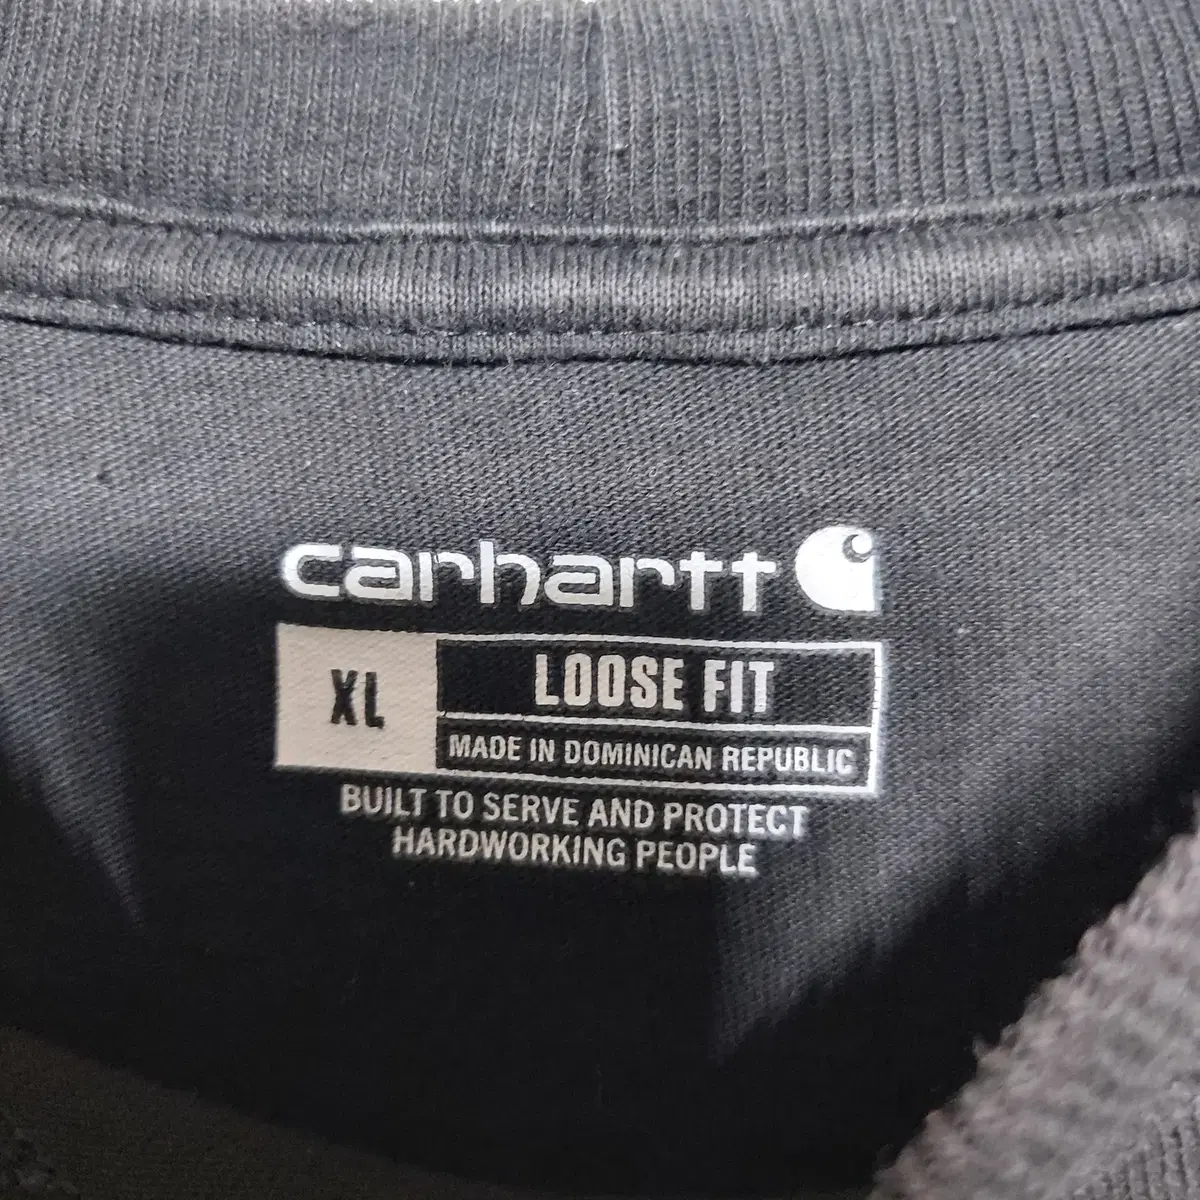 carhartt
XL
LOOSE FIT
MADE IN DOMINICAN REPUBLIC
BUILT TO SERVE AND PROTECT
HARDWORKING PEOPLE